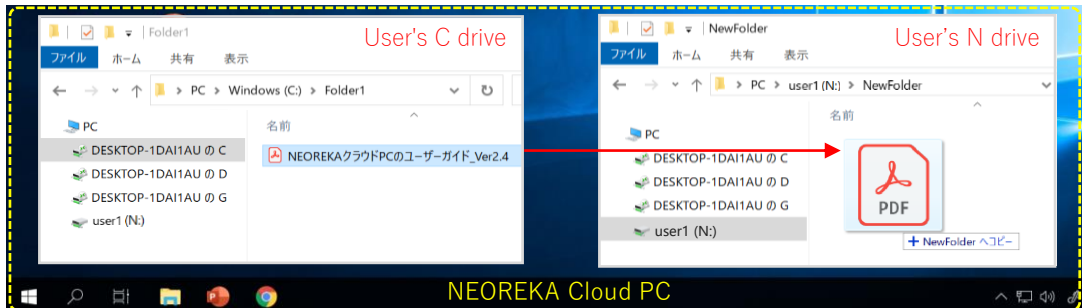 Folder1
User's C drive
ファイル ホーム 共有 表示
PC > Windows (C:) > Folder1
名前
PC
DESKTOP-1DAI1AU の C
NEOREKAクラウドPCのユーザーガイド_Ver2.4
DESKTOP-1DAI1AU の D
DESKTOP-1DAI1AU の G
user1 (N:)
NewFolder
User's N drive
ファイル ホーム 共有 表示
PC > user1 (N:) > NewFolder
名前
PC
DESKTOP-1DAI1AU の C
DESKTOP-1DAI1AU の D
DESKTOP-1DAI1AU の G
user1 (N:)
PDF
+ NewFolder へコピー
NEOREKA Cloud PC